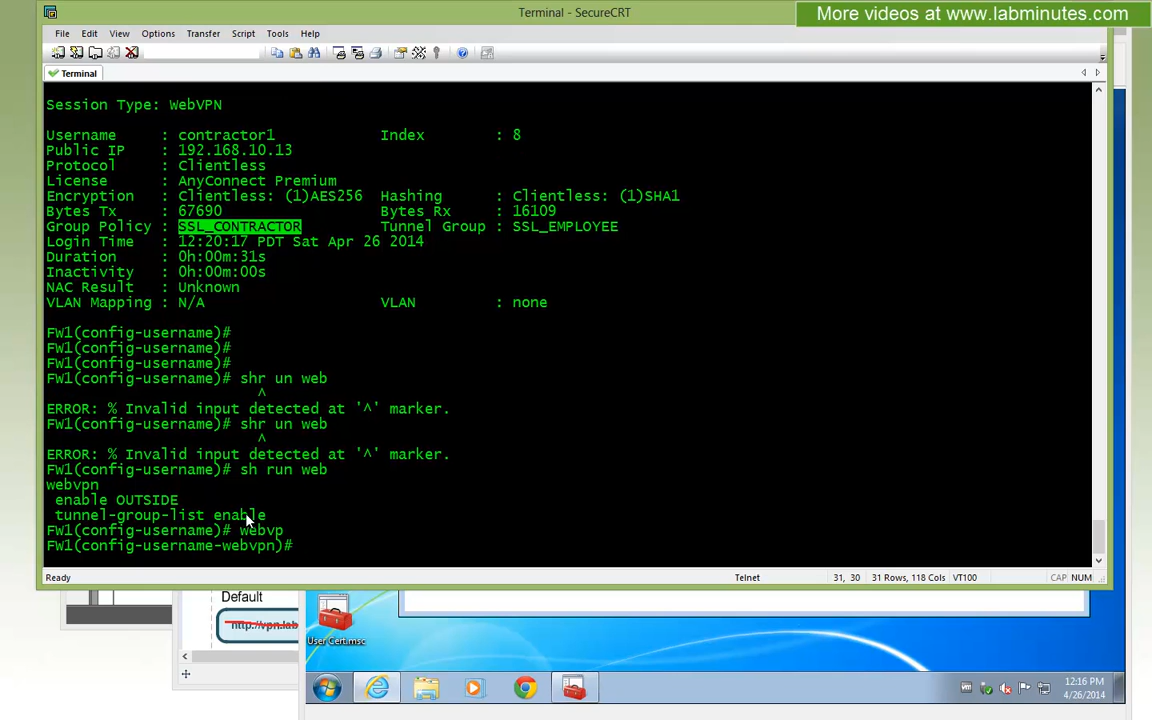 Terminal - SecureCRT
More videos at www.labminutes.com
File Edit View Options Transfer Script Tools Help
Terminal
Session Type: WebVPN
Username : contractor1 Index : 8
Public IP : 192.168.10.13
Protocol : Clientless
License : AnyConnect Premium
Encryption : Clientless: (1)AES256 Hashing : Clientless: (1)SHA1
Bytes Tx : 67690 Bytes Rx : 16109
Group Policy : SSL_CONTRACTOR Tunnel Group : SSL_EMPLOYEE
Login Time : 12:20:17 PDT Sat Apr 26 2014
Duration : 0h:00m:31s
Inactivity : 0h:00m:00s
NAC Result : Unknown
VLAN Mapping : N/A VLAN : none
FW1(config-username)#
FW1(config-username)#
FW1(config-username)#
FW1(config-username)# shr un web
^
ERROR: % Invalid input detected at '^' marker.
FW1(config-username)# shr un web
^
ERROR: % Invalid input detected at '^' marker.
FW1(config-username)# sh run web
webvpn
enable OUTSIDE
tunnel-group-list enable
FW1(config-username)# webvp
FW1(config-username-webvpn)#
Ready Telnet 31, 30 31 Rows, 118 Cols VT100 CAP NUM
Default
http://vpn.lab
User Cert.msc
12:16 PM
4/26/2014